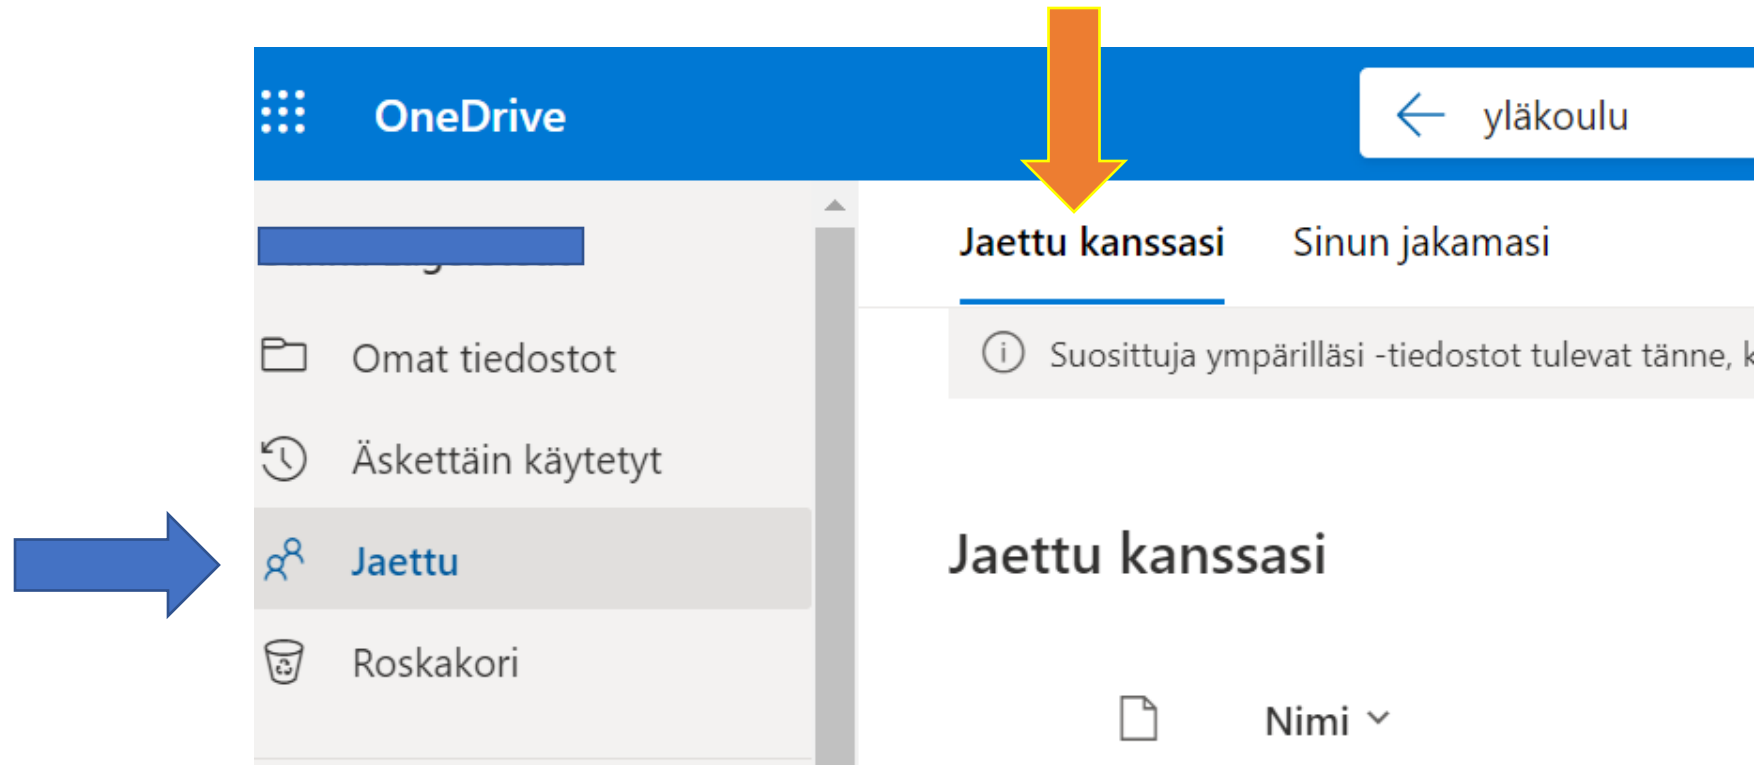 OneDrive
yläkoulu
Omat tiedostot
Äskettäin käytetyt
Jaettu
Roskakori
Jaettu kanssasi
Sinun jakamasi
Suosittuja ympärilläsi -tiedostot tulevat tänne,
Jaettu kanssasi
Nimi